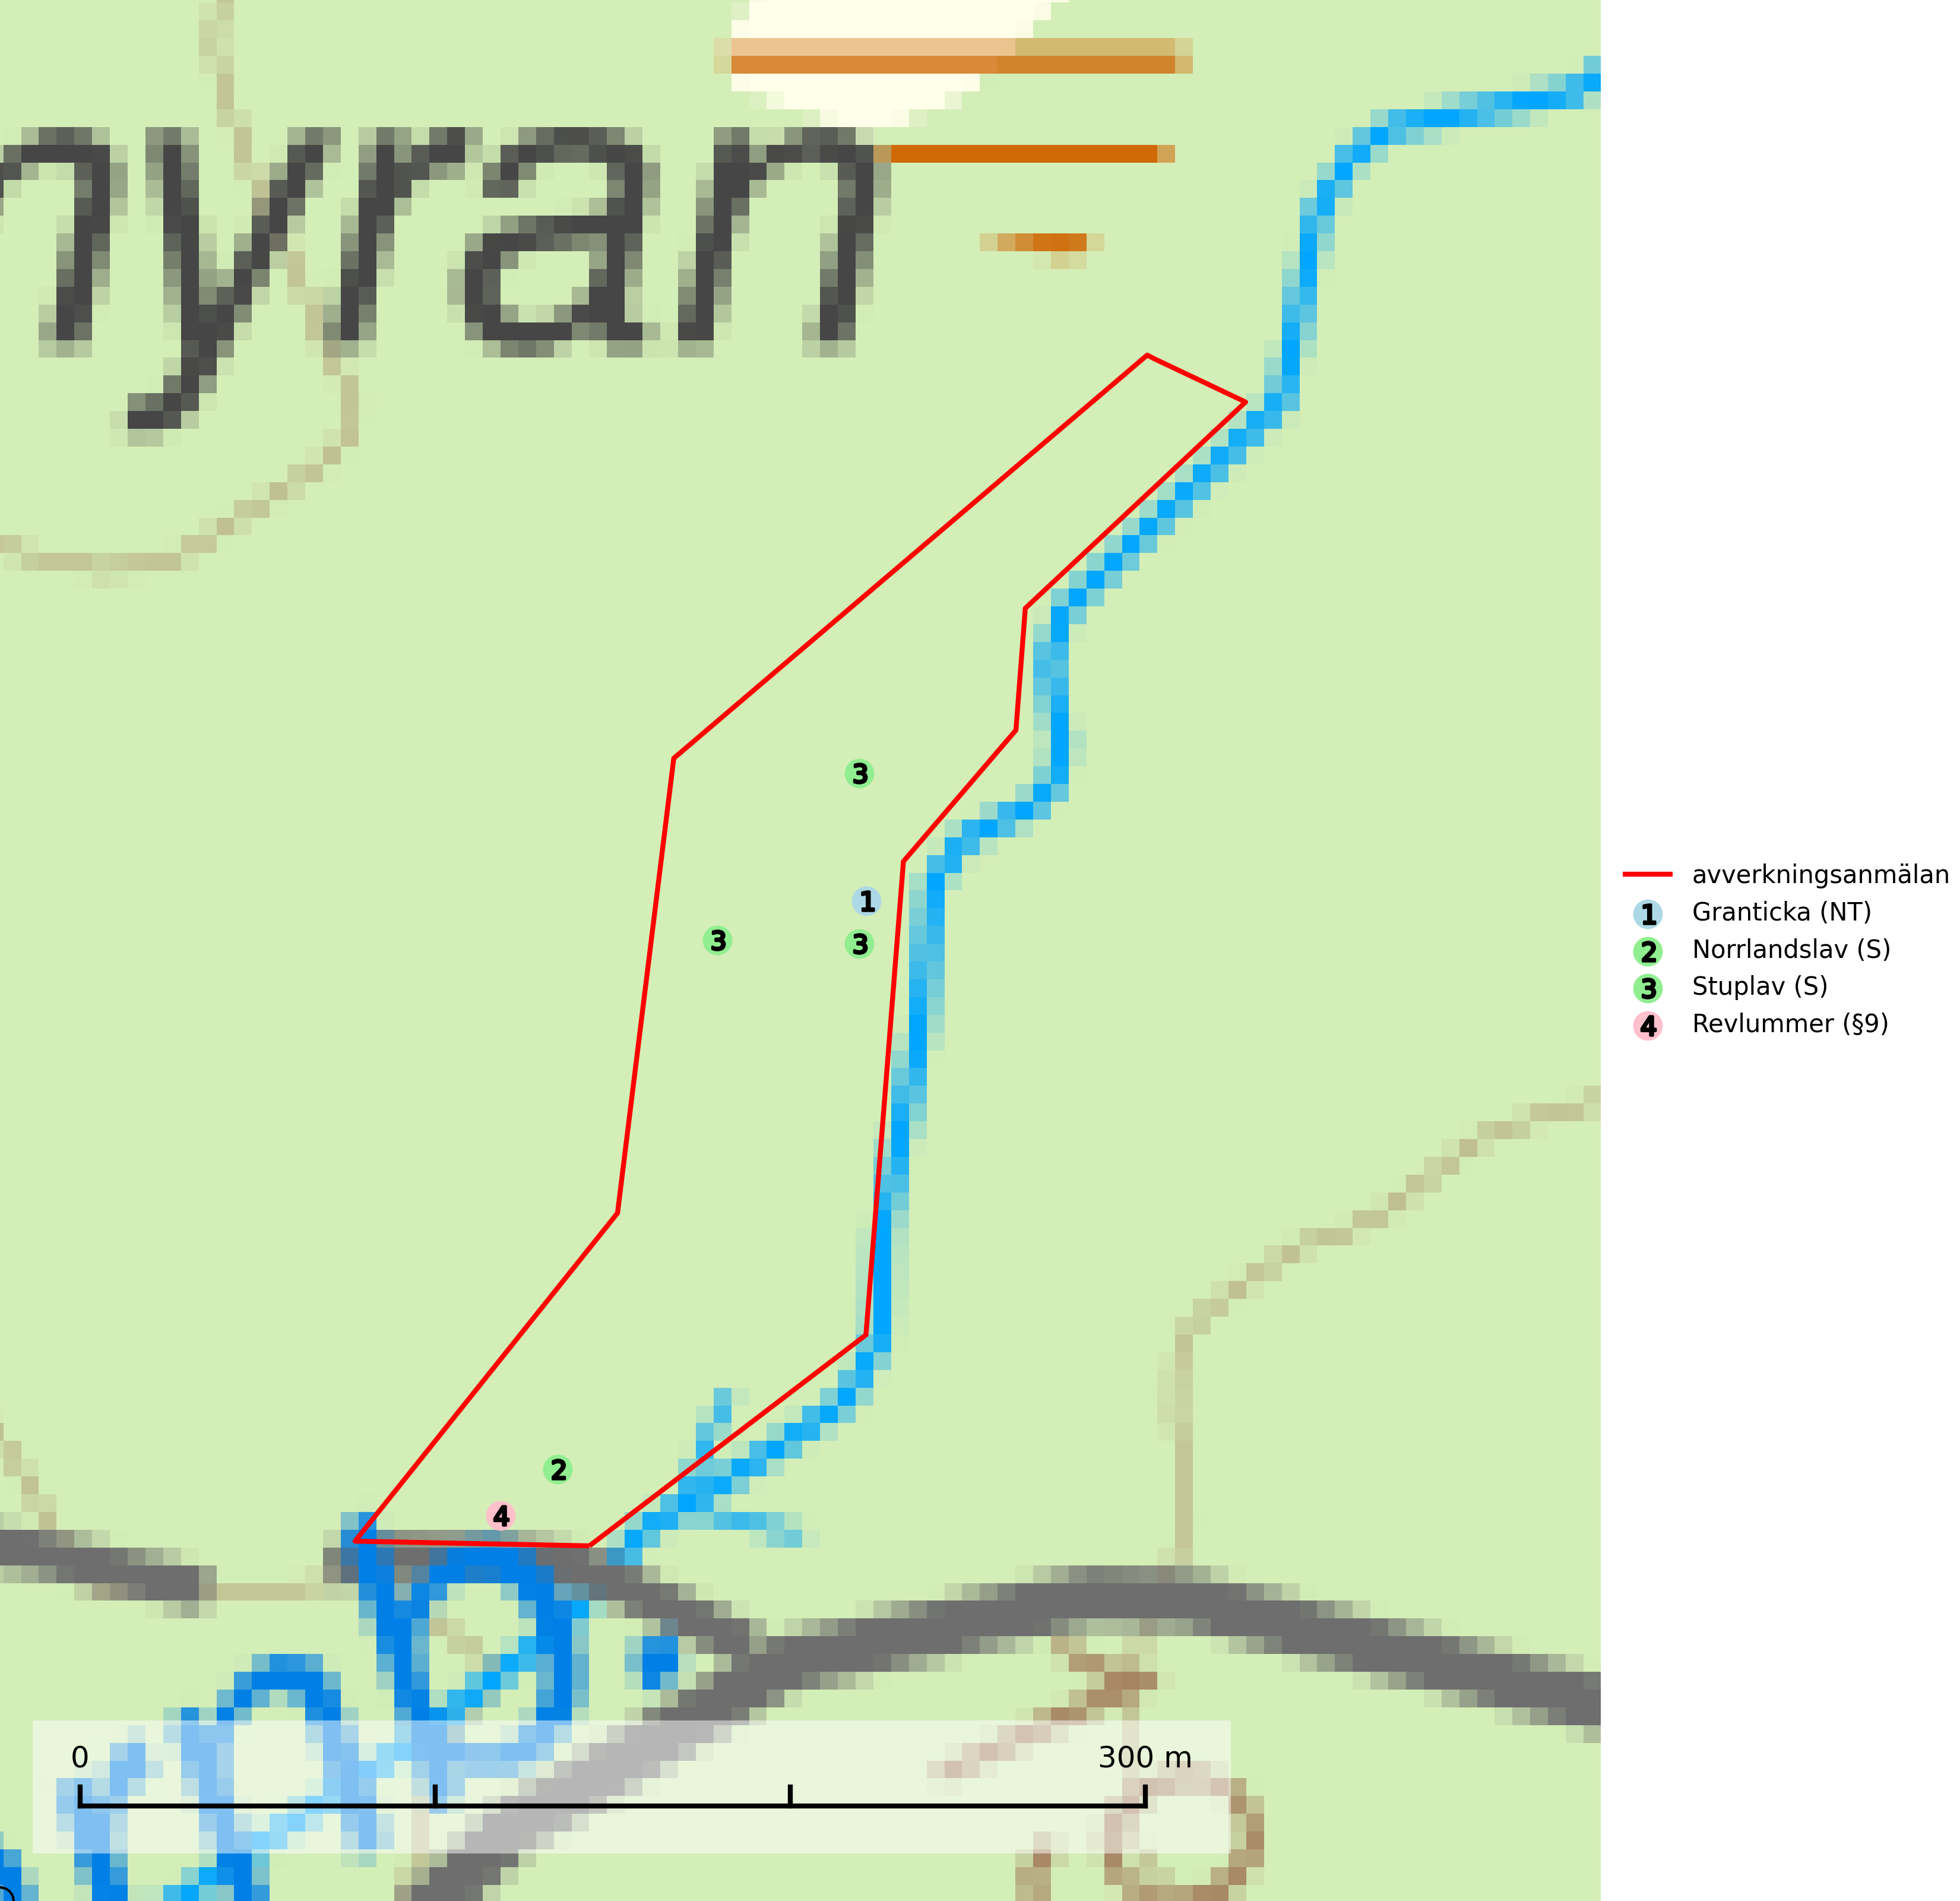 myran
avverkningsanmälan
1 Granticka (NT)
2 Norrlandslav (S)
3 Stuplav (S)
4 Revlummer (§9)
3
1
3
3
2
4
0 300 m